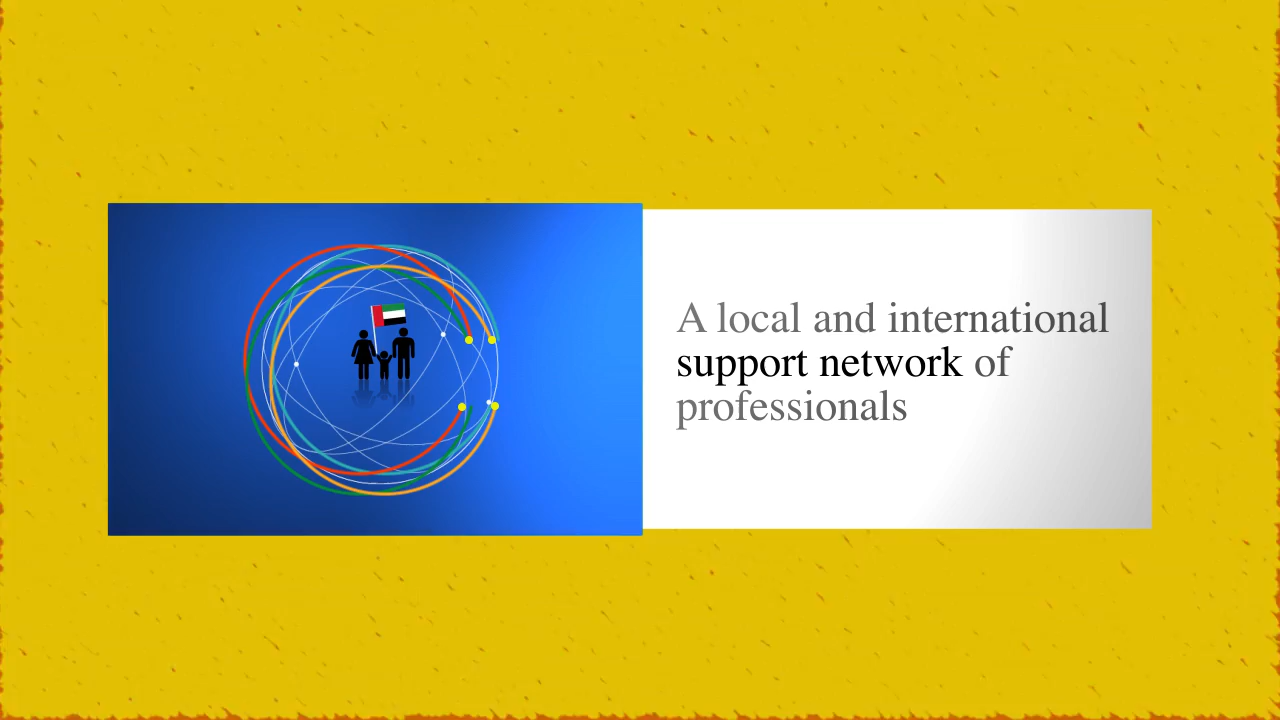 A local and international
support network of
professionals